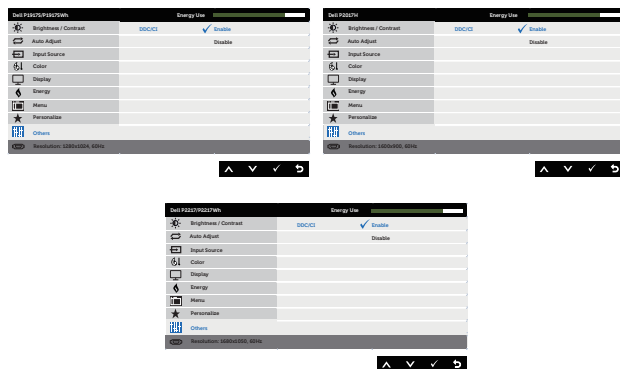 Dell P1917S/P1917SWh Energy Use
Brightness / Contrast DDC/CI Enable
Auto Adjust Disable
Input Source
Color
Display
Energy
Menu
Personalize
Others
Resolution: 1280x1024, 60Hz
Dell P2017H Energy Use
Brightness / Contrast DDC/CI Enable
Auto Adjust Disable
Input Source
Color
Display
Energy
Menu
Personalize
Others
Resolution: 1600x900, 60Hz
Dell P2217/P2217Wh Energy Use
Brightness / Contrast DDC/CI Enable
Auto Adjust Disable
Input Source
Color
Display
Energy
Menu
Personalize
Others
Resolution: 1680x1050, 60Hz